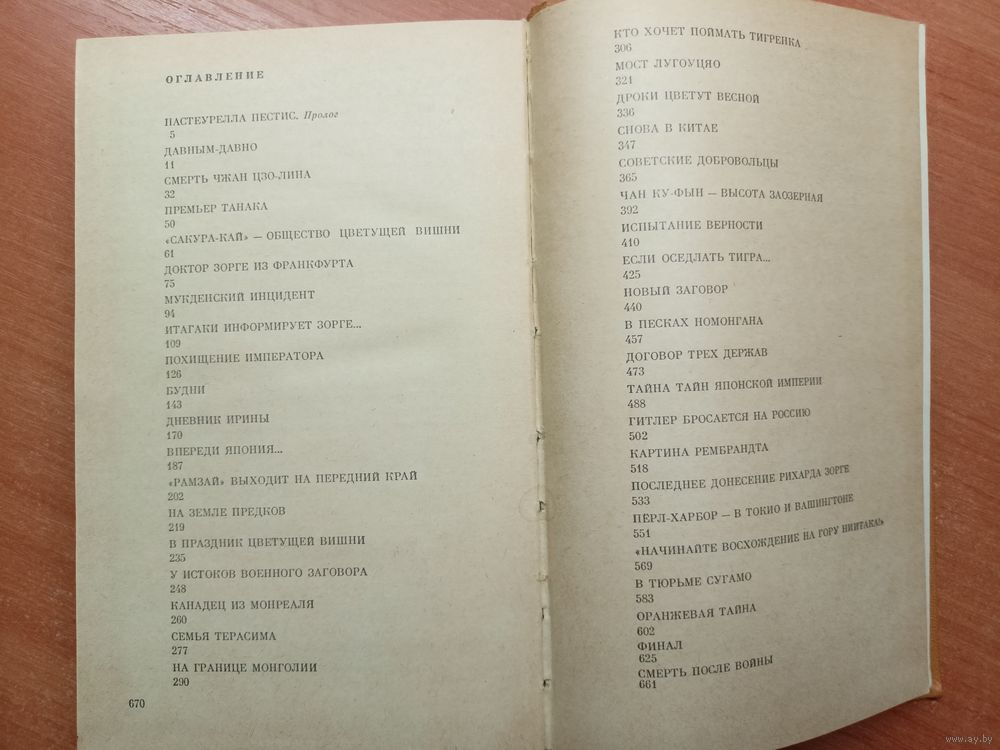 ОГЛАВЛЕНИЕ
ПАСТЕУРЕЛЛА ПЕСТИС. Пролог
5
ДАВНЫМ-ДАВНО
11
СМЕРТЬ ЧЖАН ЦЗО-ЛИНА
32
ПРЕМЬЕР ТАНАКА
50
«САКУРА-КАЙ» — ОБЩЕСТВО ЦВЕТУЩЕЙ ВИШНИ
61
ДОКТОР ЗОРГЕ ИЗ ФРАНКФУРТА
75
МУКДЕНСКИЙ ИНЦИДЕНТ
94
ИТАГАКИ ИНФОРМИРУЕТ ЗОРГЕ...
109
ПОХИЩЕНИЕ ИМПЕРАТОРА
126
БУДНИ
143
ДНЕВНИК ИРИНЫ
170
ВПЕРЕДИ ЯПОНИЯ...
187
«РАМЗАЙ» ВЫХОДИТ НА ПЕРЕДНИЙ КРАЙ
202
НА ЗЕМЛЕ ПРЕДКОВ
219
В ПРАЗДНИК ЦВЕТУЩЕЙ ВИШНИ
235
У ИСТОКОВ ВОЕННОГО ЗАГОВОРА
248
КАНАДЕЦ ИЗ МОНРЕАЛЯ
260
СЕМЬЯ ТЕРАСИМА
277
НА ГРАНИЦЕ МОНГОЛИИ
290
670
КТО ХОЧЕТ ПОЙМАТЬ ТИГРЕНКА
306
МОСТ ЛУГОУЦЯО
321
ДРОКИ ЦВЕТУТ ВЕСНОЙ
336
СНОВА В КИТАЕ
347
СОВЕТСКИЕ ДОБРОВОЛЬЦЫ
365
ЧАН КУ-ФЫН — ВЫСОТА ЗАОЗЕРНАЯ
392
ИСПЫТАНИЕ ВЕРНОСТИ
410
ЕСЛИ ОСЕДЛАТЬ ТИГРА...
425
НОВЫЙ ЗАГОВОР
440
В ПЕСКАХ НОМОНГАНА
457
ДОГОВОР ТРЕХ ДЕРЖАВ
473
ТАЙНА ТАЙН ЯПОНСКОЙ ИМПЕРИИ
488
ГИТЛЕР БРОСАЕТСЯ НА РОССИЮ
502
КАРТИНА РЕМБРАНДТА
518
ПОСЛЕДНЕЕ ДОНЕСЕНИЕ РИХАРДА ЗОРГЕ
533
ПЁРЛ-ХАРБОР — В ТОКИО И ВАШИНГТОНЕ
551
«НАЧИНАЙТЕ ВОСХОЖДЕНИЕ НА ГОРУ НИИТАКА!»
569
В ТЮРЬМЕ СУГАМО
583
ОРАНЖЕВАЯ ТАЙНА
602
ФИНАЛ
625
СМЕРТЬ ПОСЛЕ ВОЙНЫ
661
www.ay.by